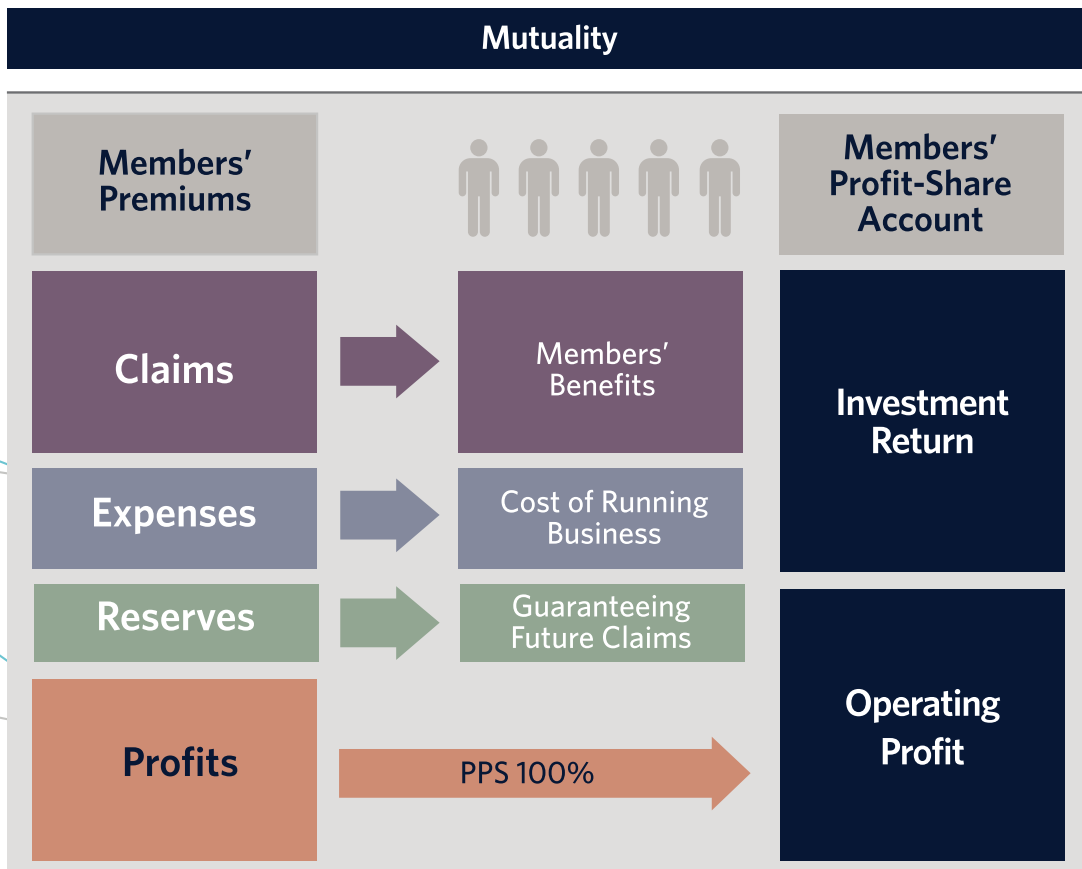 Mutuality
Members’
Premiums
Members’
Profit-Share
Account
Claims
Members’
Benefits
Investment
Return
Expenses
Cost of Running
Business
Reserves
Guaranteeing
Future Claims
Profits
PPS 100%
Operating
Profit